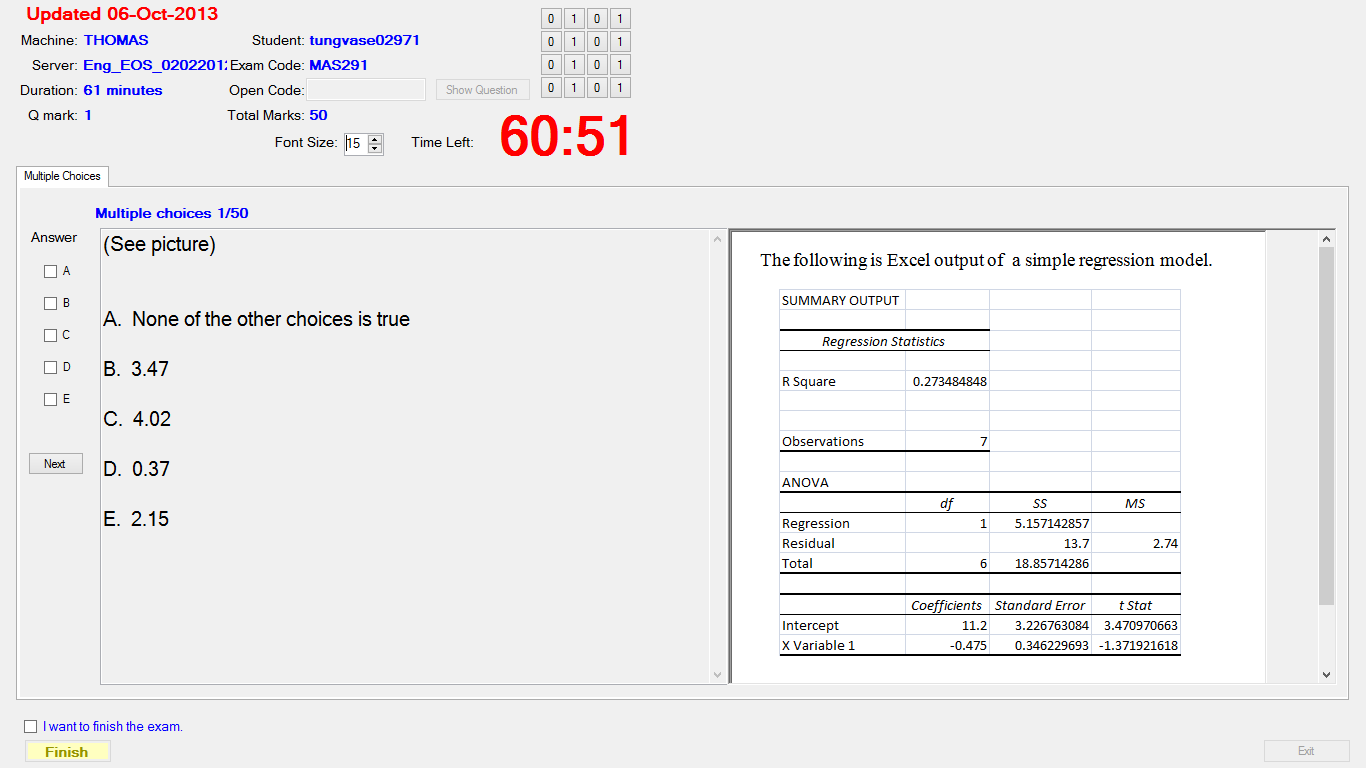 Updated 06-Oct-2013
Machine: THOMAS Student: tungvase02971
Server: Eng_EOS_02022012 Exam Code: MAS291
Duration: 61 minutes Open Code: Show Question
Q mark: 1 Total Marks: 50
0 1 0 1
0 1 0 1
0 1 0 1
0 1 0 1
Font Size: 15 Time Left: 60:51
Multiple Choices
Multiple choices 1/50
Answer
A
B
C
D
E
Next
(See picture)
A. None of the other choices is true
B. 3.47
C. 4.02
D. 0.37
E. 2.15
The following is Excel output of a simple regression model.
SUMMARY OUTPUT
Regression Statistics
R Square 0.273484848
Observations 7
ANOVA
df SS MS
Regression 1 5.157142857
Residual 13.7 2.74
Total 6 18.85714286
Coefficients Standard Error t Stat
Intercept 11.2 3.226763084 3.470970663
X Variable 1 -0.475 0.346229693 -1.371921618
I want to finish the exam.
Finish
Exit